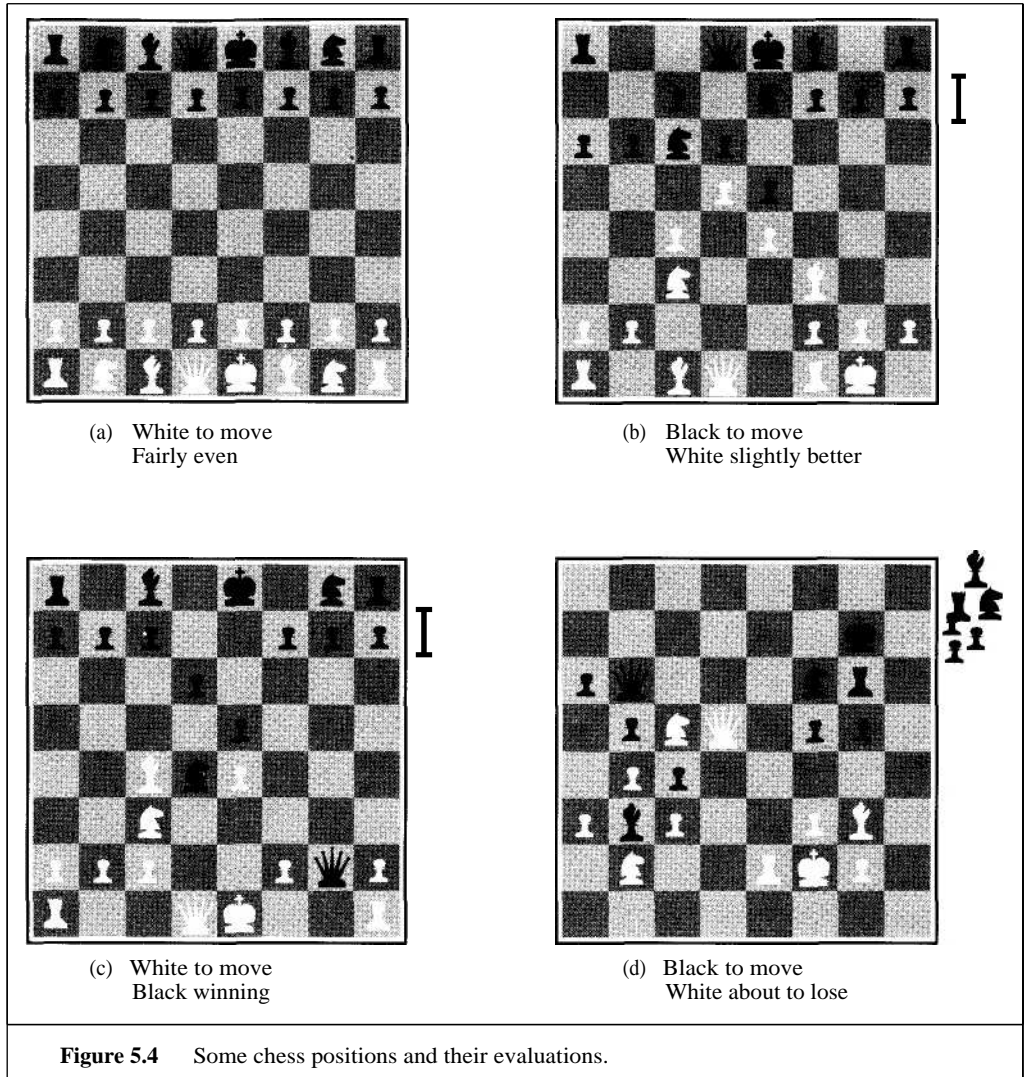 (a) White to move
Fairly even
(b) Black to move
White slightly better
(c) White to move
Black winning
(d) Black to move
White about to lose
Figure 5.4 Some chess positions and their evaluations.